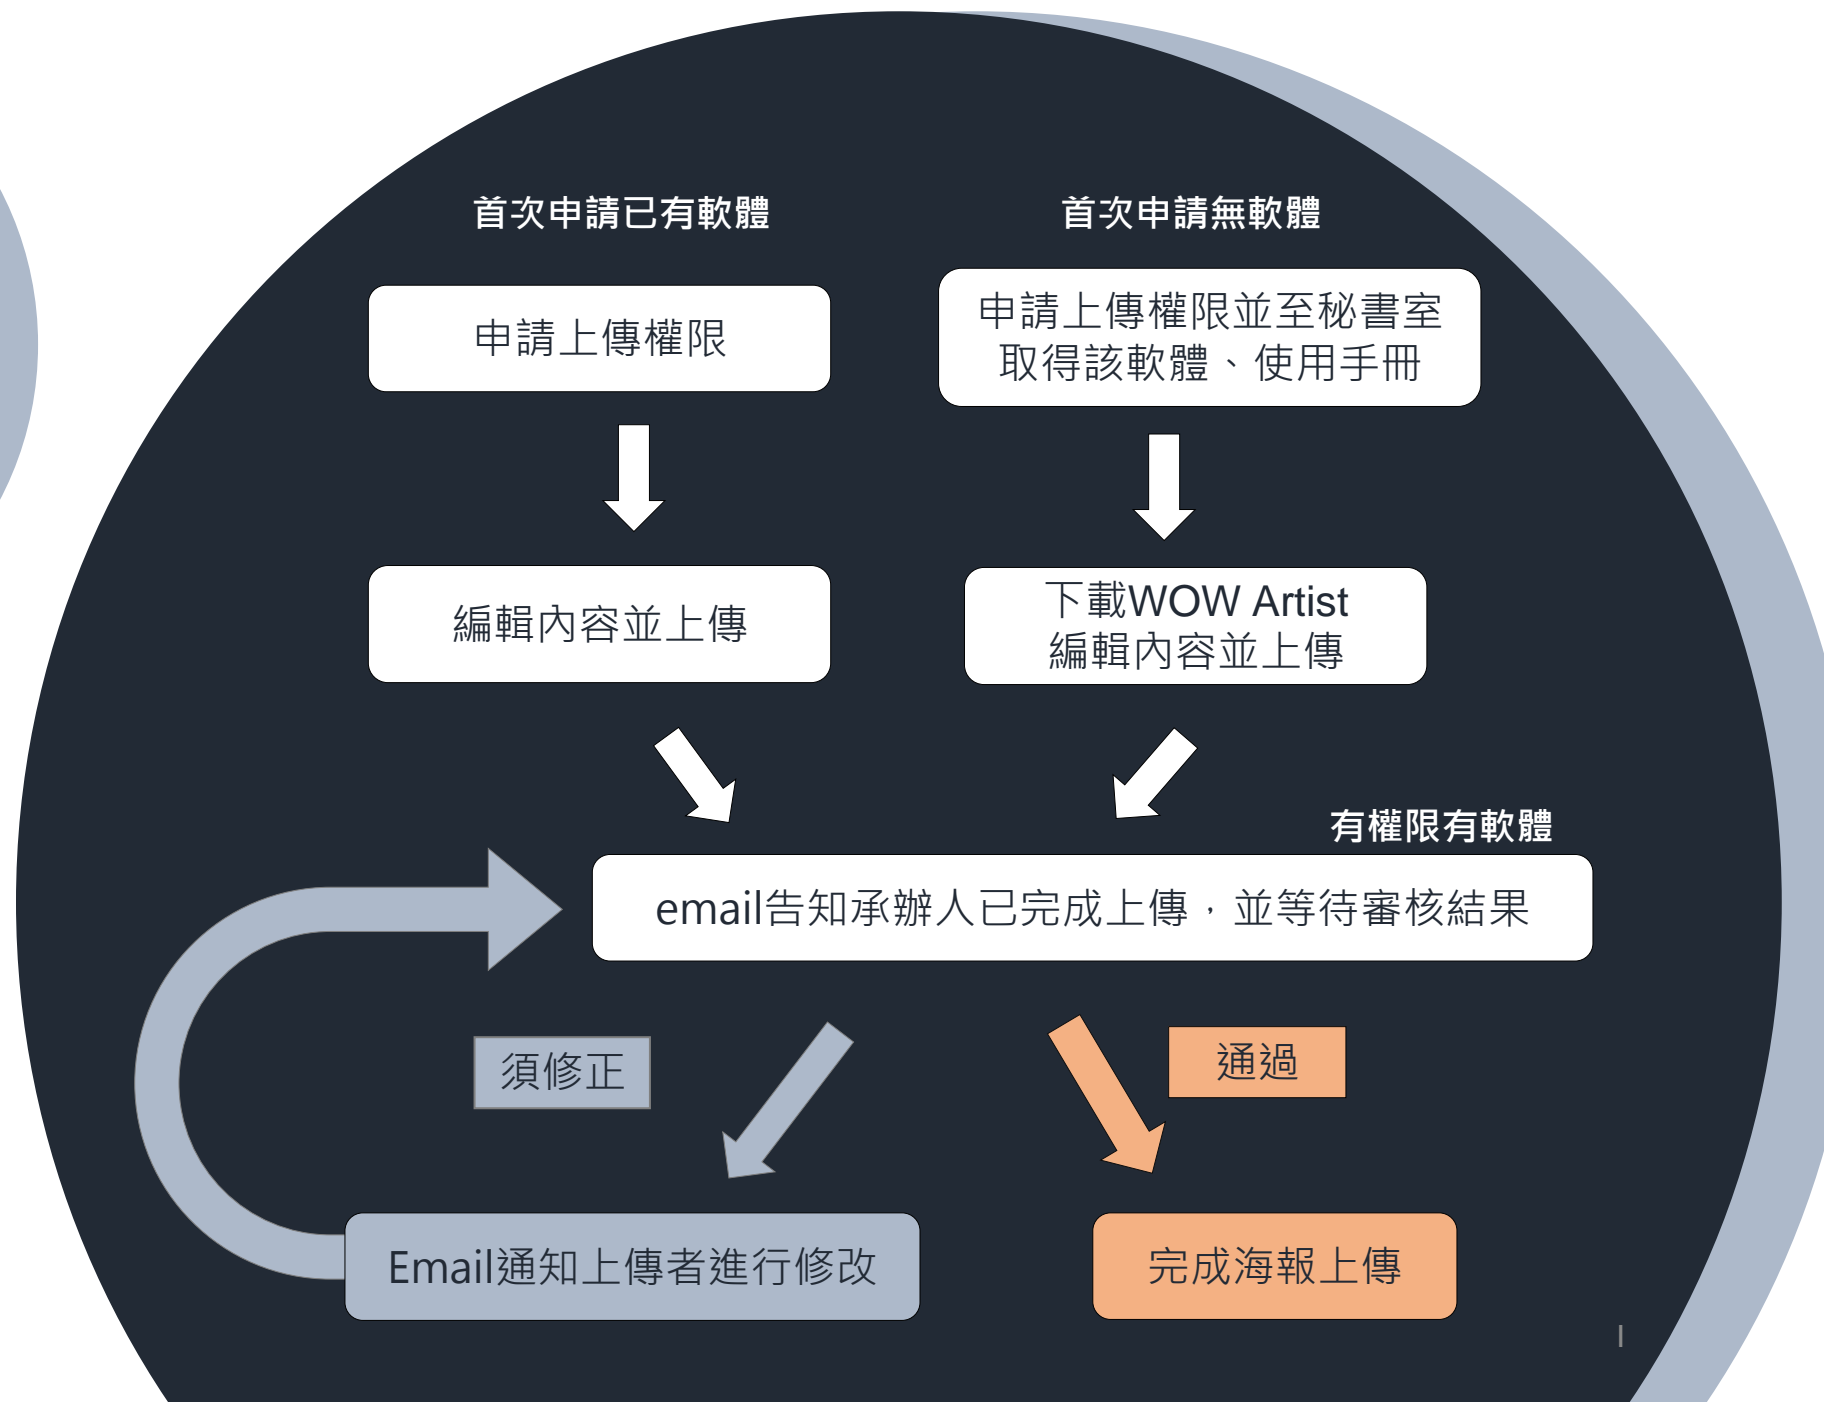 首次申請已有軟體
首次申請無軟體
申請上傳權限
申請上傳權限並至秘書室
取得該軟體、使用手冊
編輯內容並上傳
下載WOW Artist
編輯內容並上傳
有權限有軟體
email告知承辦人已完成上傳，並等待審核結果
須修正
通過
Email通知上傳者進行修改
完成海報上傳
I